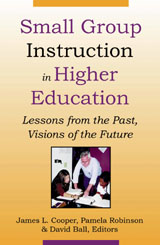 Small Group
Instruction
in Higher
Education
Lessons from the Past,
Visions of the Future
James L. Cooper, Pamela Robinson
& David Ball, Editors